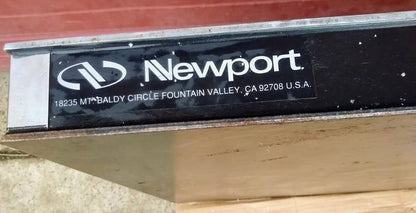 Newport
18235 MT. BALDY CIRCLE FOUNTAIN VALLEY, CA 92708 U.S.A.